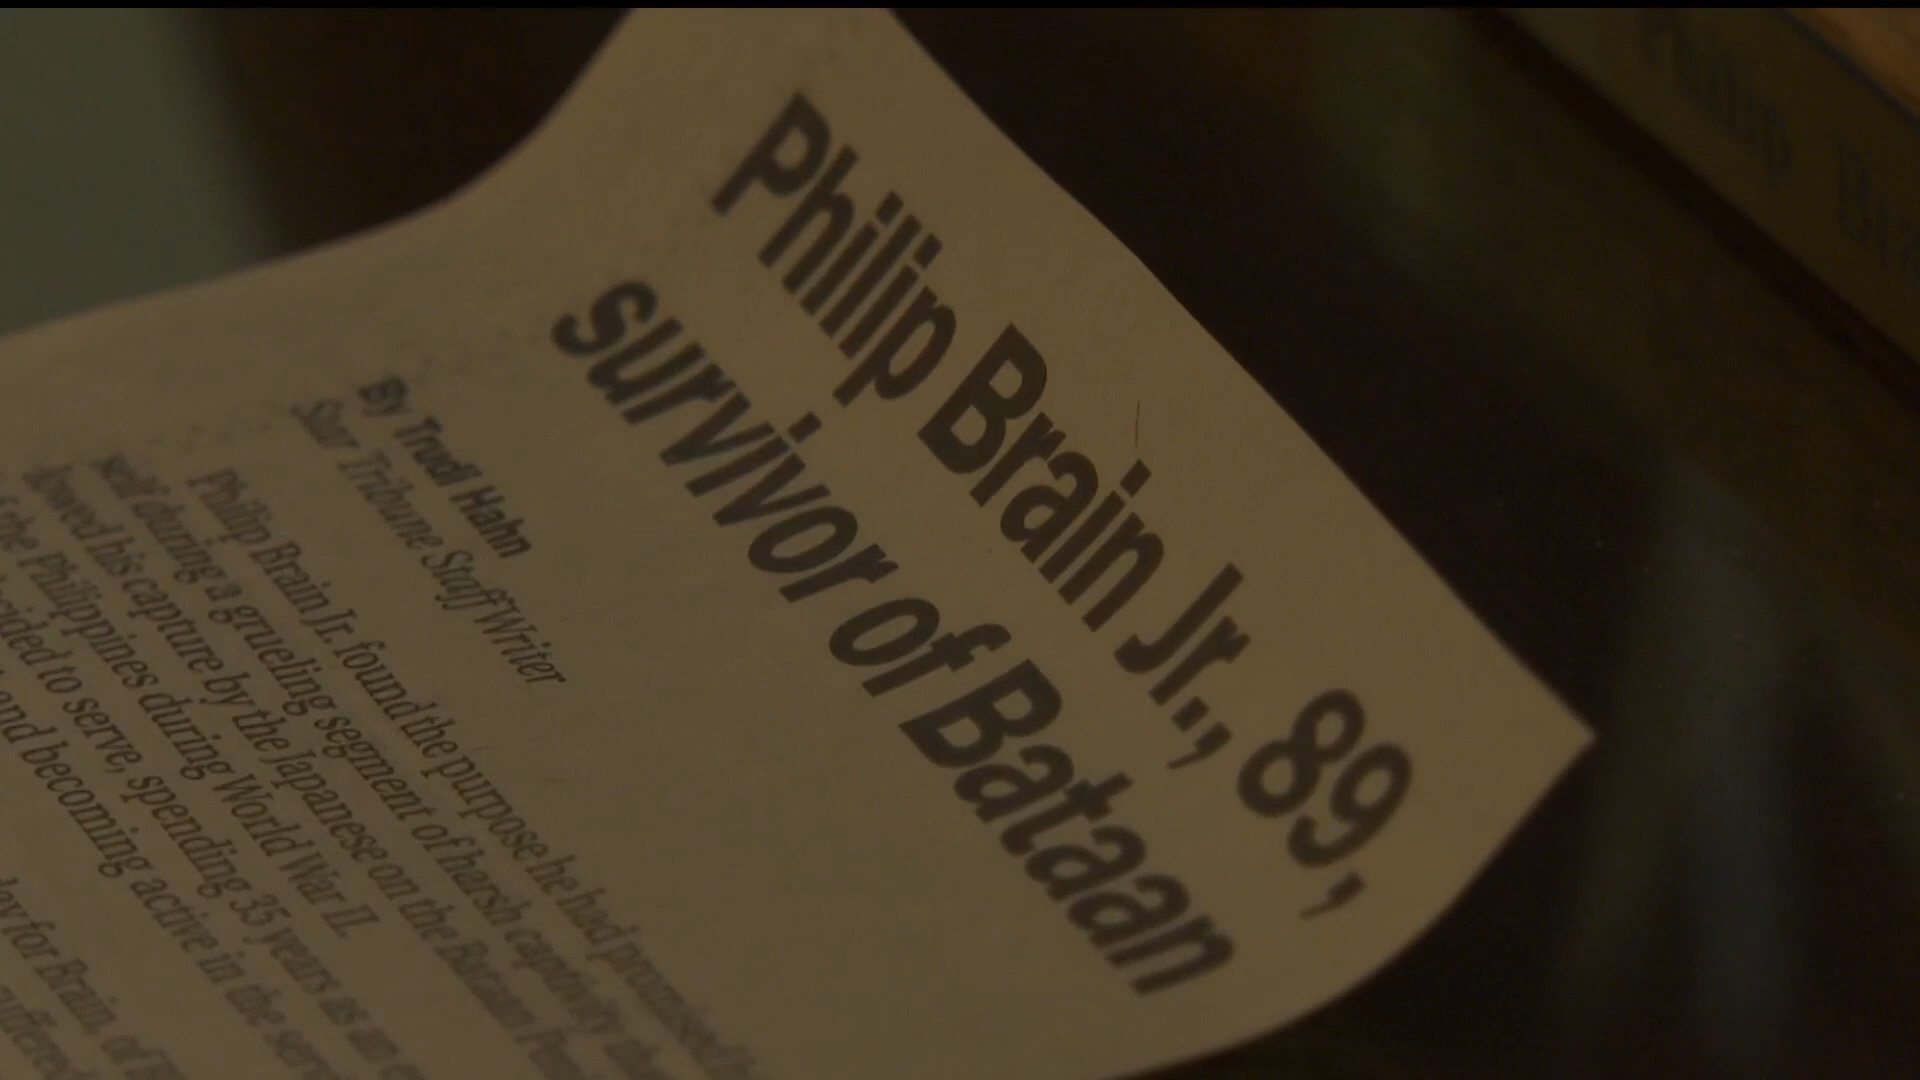 Philip Brain Jr., 89,
survivor of Bataan
By Trudi Hahn
Star Tribune Staff Writer
Philip Brain Jr. found the purpose he had promised
self during a grueling segment of harsh captivity
lowed his capture by the Japanese on the Bataan
the Philippines during World War II.
to serve, spending 35 years as an
and becoming active in the
for Brain, of
Philip